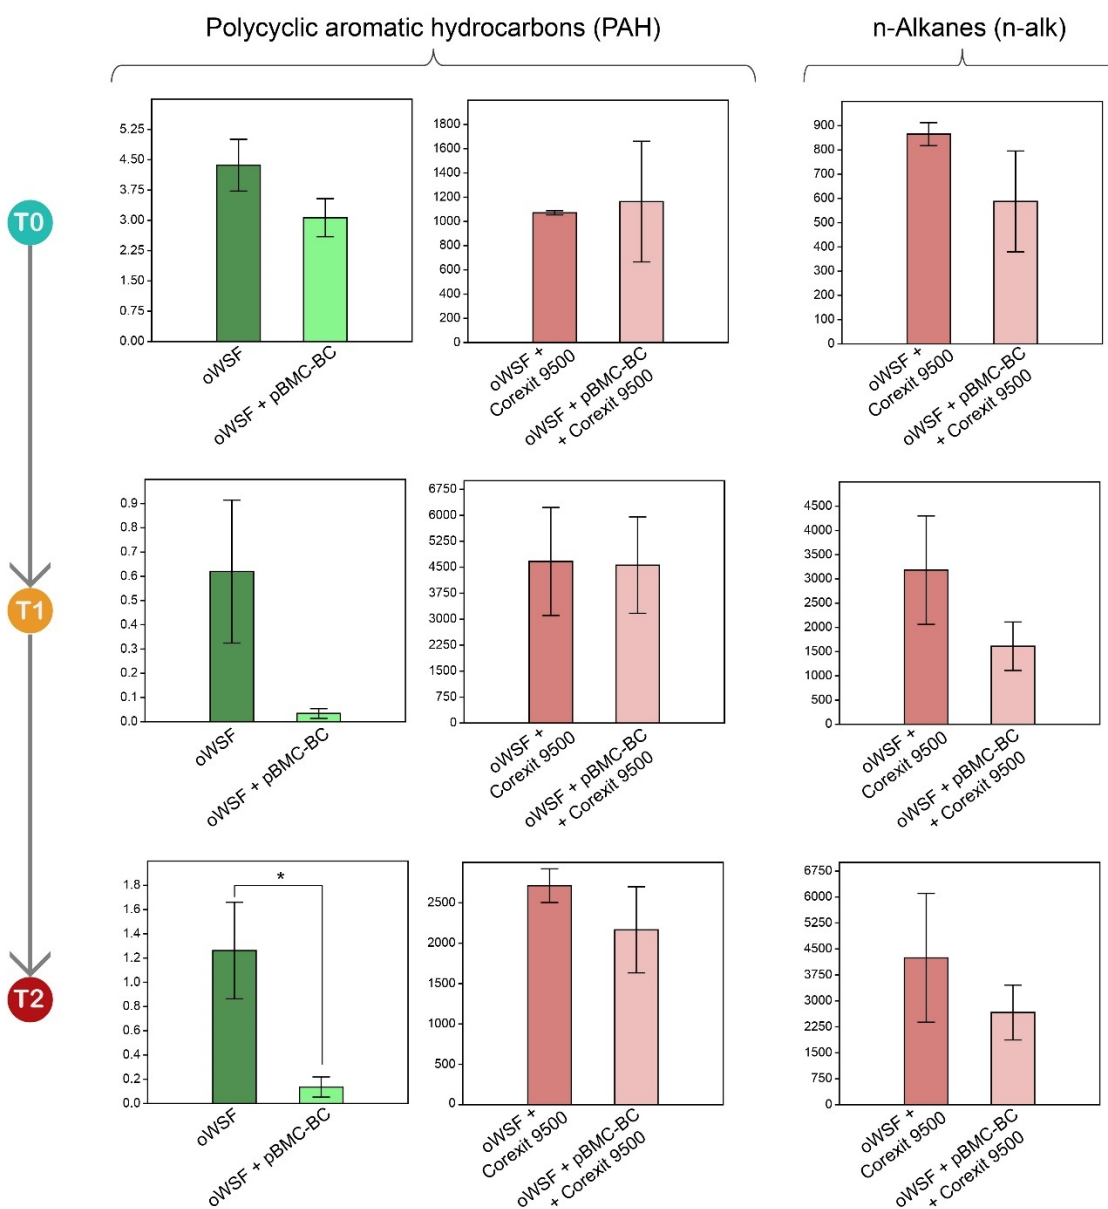 Polycyclic aromatic hydrocarbons (PAH)
n-Alkanes (n-alk)
T0
5.25
4.50
3.75
3.00
2.25
1.50
0.75
0.00
oWSF
oWSF + pBMC-BC
1800
1600
1400
1200
1000
800
600
400
200
0
oWSF +
Corexit 9500
oWSF + pBMC-BC
+ Corexit 9500
900
800
700
600
500
400
300
200
100
0
oWSF +
Corexit 9500
oWSF + pBMC-BC
+ Corexit 9500
T1
0.9
0.8
0.7
0.6
0.5
0.4
0.3
0.2
0.1
0.0
oWSF
oWSF + pBMC-BC
6750
6000
5250
4500
3750
3000
2250
1500
750
0
oWSF +
Corexit 9500
oWSF + pBMC-BC
+ Corexit 9500
4500
4000
3500
3000
2500
2000
1500
1000
500
0
oWSF +
Corexit 9500
oWSF + pBMC-BC
+ Corexit 9500
T2
1.8
1.6
1.4
1.2
1.0
0.8
0.6
0.4
0.2
0.0
*
oWSF
oWSF + pBMC-BC
2500
2000
1500
1000
500
0
oWSF +
Corexit 9500
oWSF + pBMC-BC
+ Corexit 9500
6750
6000
5250
4500
3750
3000
2250
1500
750
0
oWSF +
Corexit 9500
oWSF + pBMC-BC
+ Corexit 9500